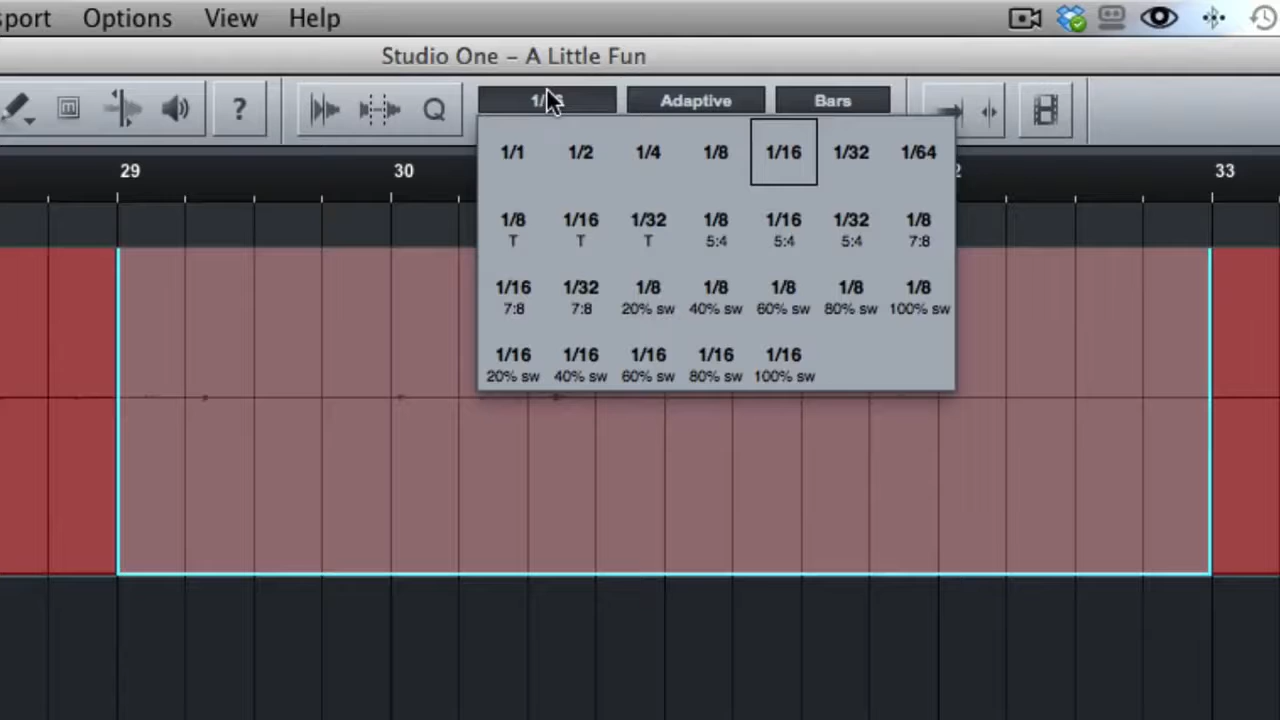 sport Options View Help
Studio One – A Little Fun
? Q Adaptive Bars
29 30 33
1/1 1/2 1/4 1/8 1/16 1/32 1/64
1/8 1/16 1/32 1/8 1/16 1/32 1/8
T T T 5:4 5:4 5:4 7:8
1/16 1/32 1/8 1/8 1/8 1/8 1/8
7:8 7:8 20% sw 40% sw 60% sw 80% sw 100% sw
1/16 1/16 1/16 1/16 1/16
20% sw 40% sw 60% sw 80% sw 100% sw